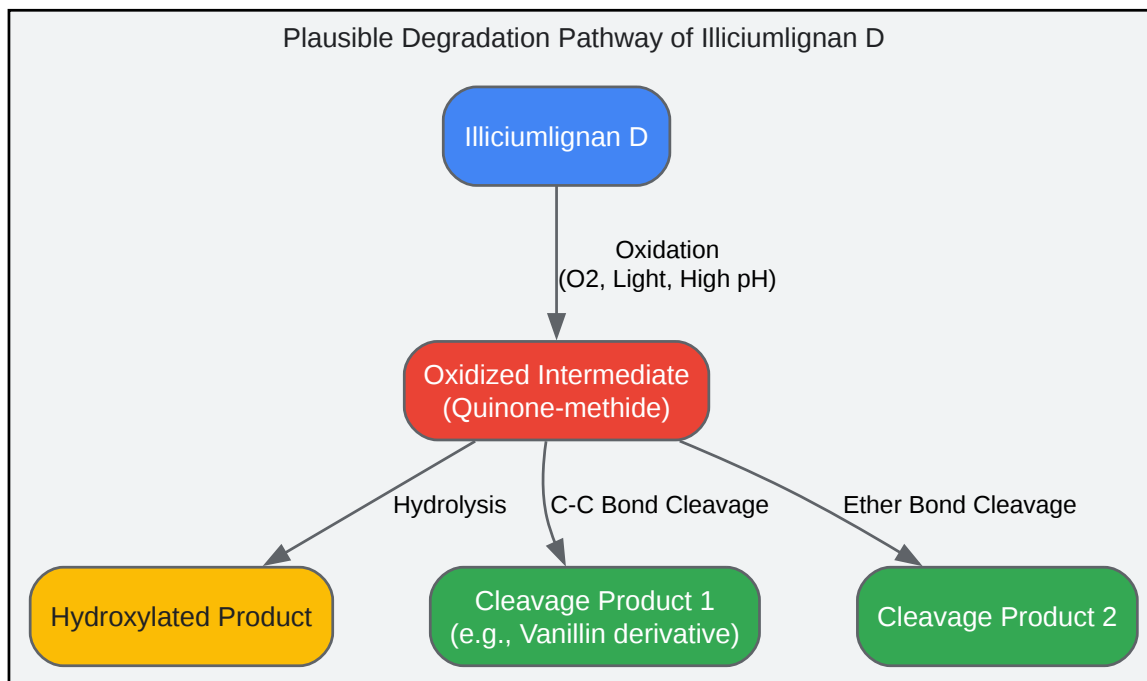 Plausible Degradation Pathway of Illiciumlignan D
Illiciumlignan D
Oxidation
(O2, Light, High pH)
Oxidized Intermediate
(Quinone-methide)
Hydrolysis
C-C Bond Cleavage
Ether Bond Cleavage
Hydroxylated Product
Cleavage Product 1
(e.g., Vanillin derivative)
Cleavage Product 2